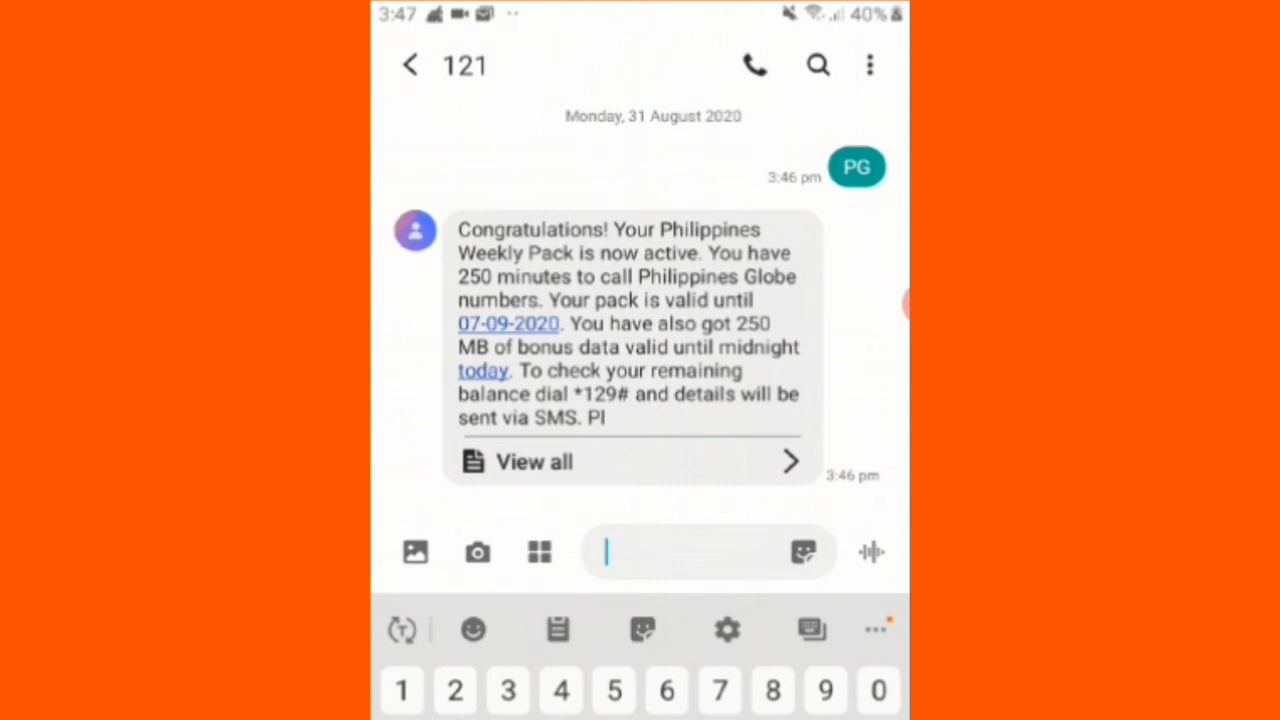 3:47
40%
121
Monday, 31 August 2020
PG
3:46 pm
Congratulations! Your Philippines
Weekly Pack is now active. You have
250 minutes to call Philippines Globe
numbers. Your pack is valid until
07-09-2020. You have also got 250
MB of bonus data valid until midnight
today. To check your remaining
balance dial *129# and details will be
sent via SMS. Pl
View all
3:46 pm
T
1 2 3 4 5 6 7 8 9 0